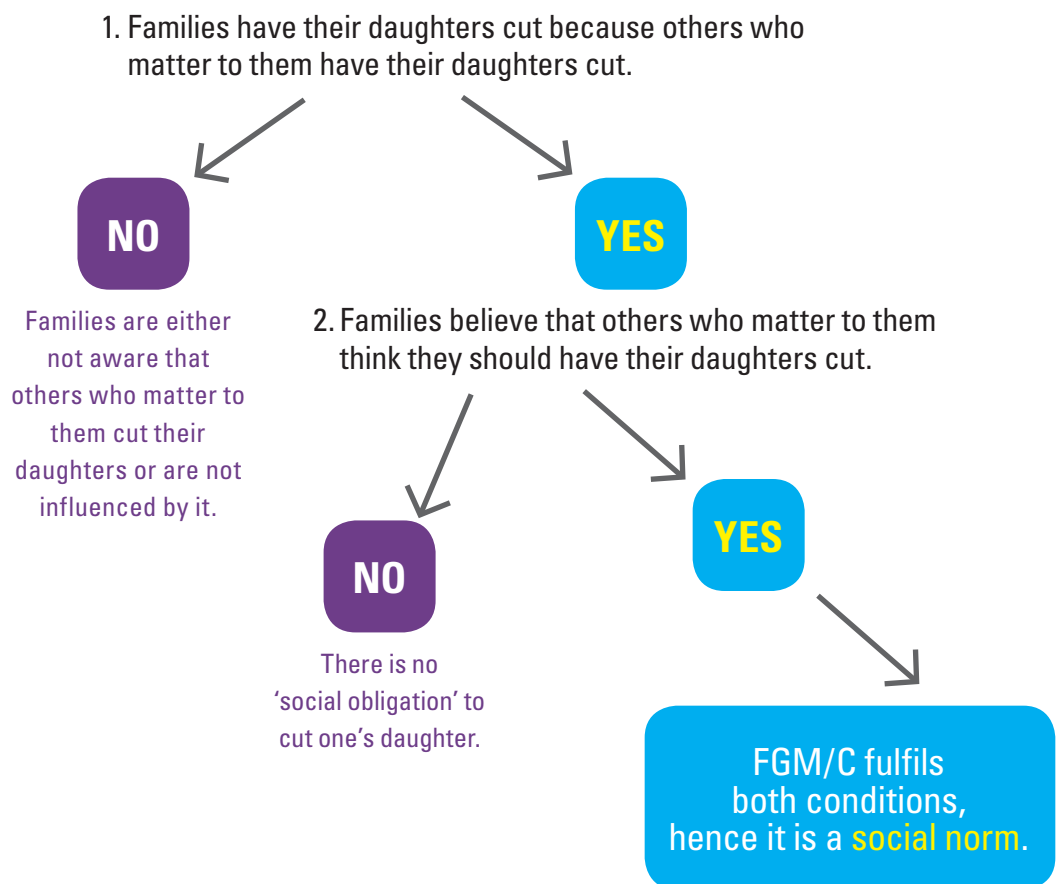 1. Families have their daughters cut because others who
matter to them have their daughters cut.
NO
YES
Families are either
not aware that
others who matter to
them cut their
daughters or are not
influenced by it.
2. Families believe that others who matter to them
think they should have their daughters cut.
NO
YES
There is no
‘social obligation’ to
cut one’s daughter.
FGM/C fulfils
both conditions,
hence it is a social norm.